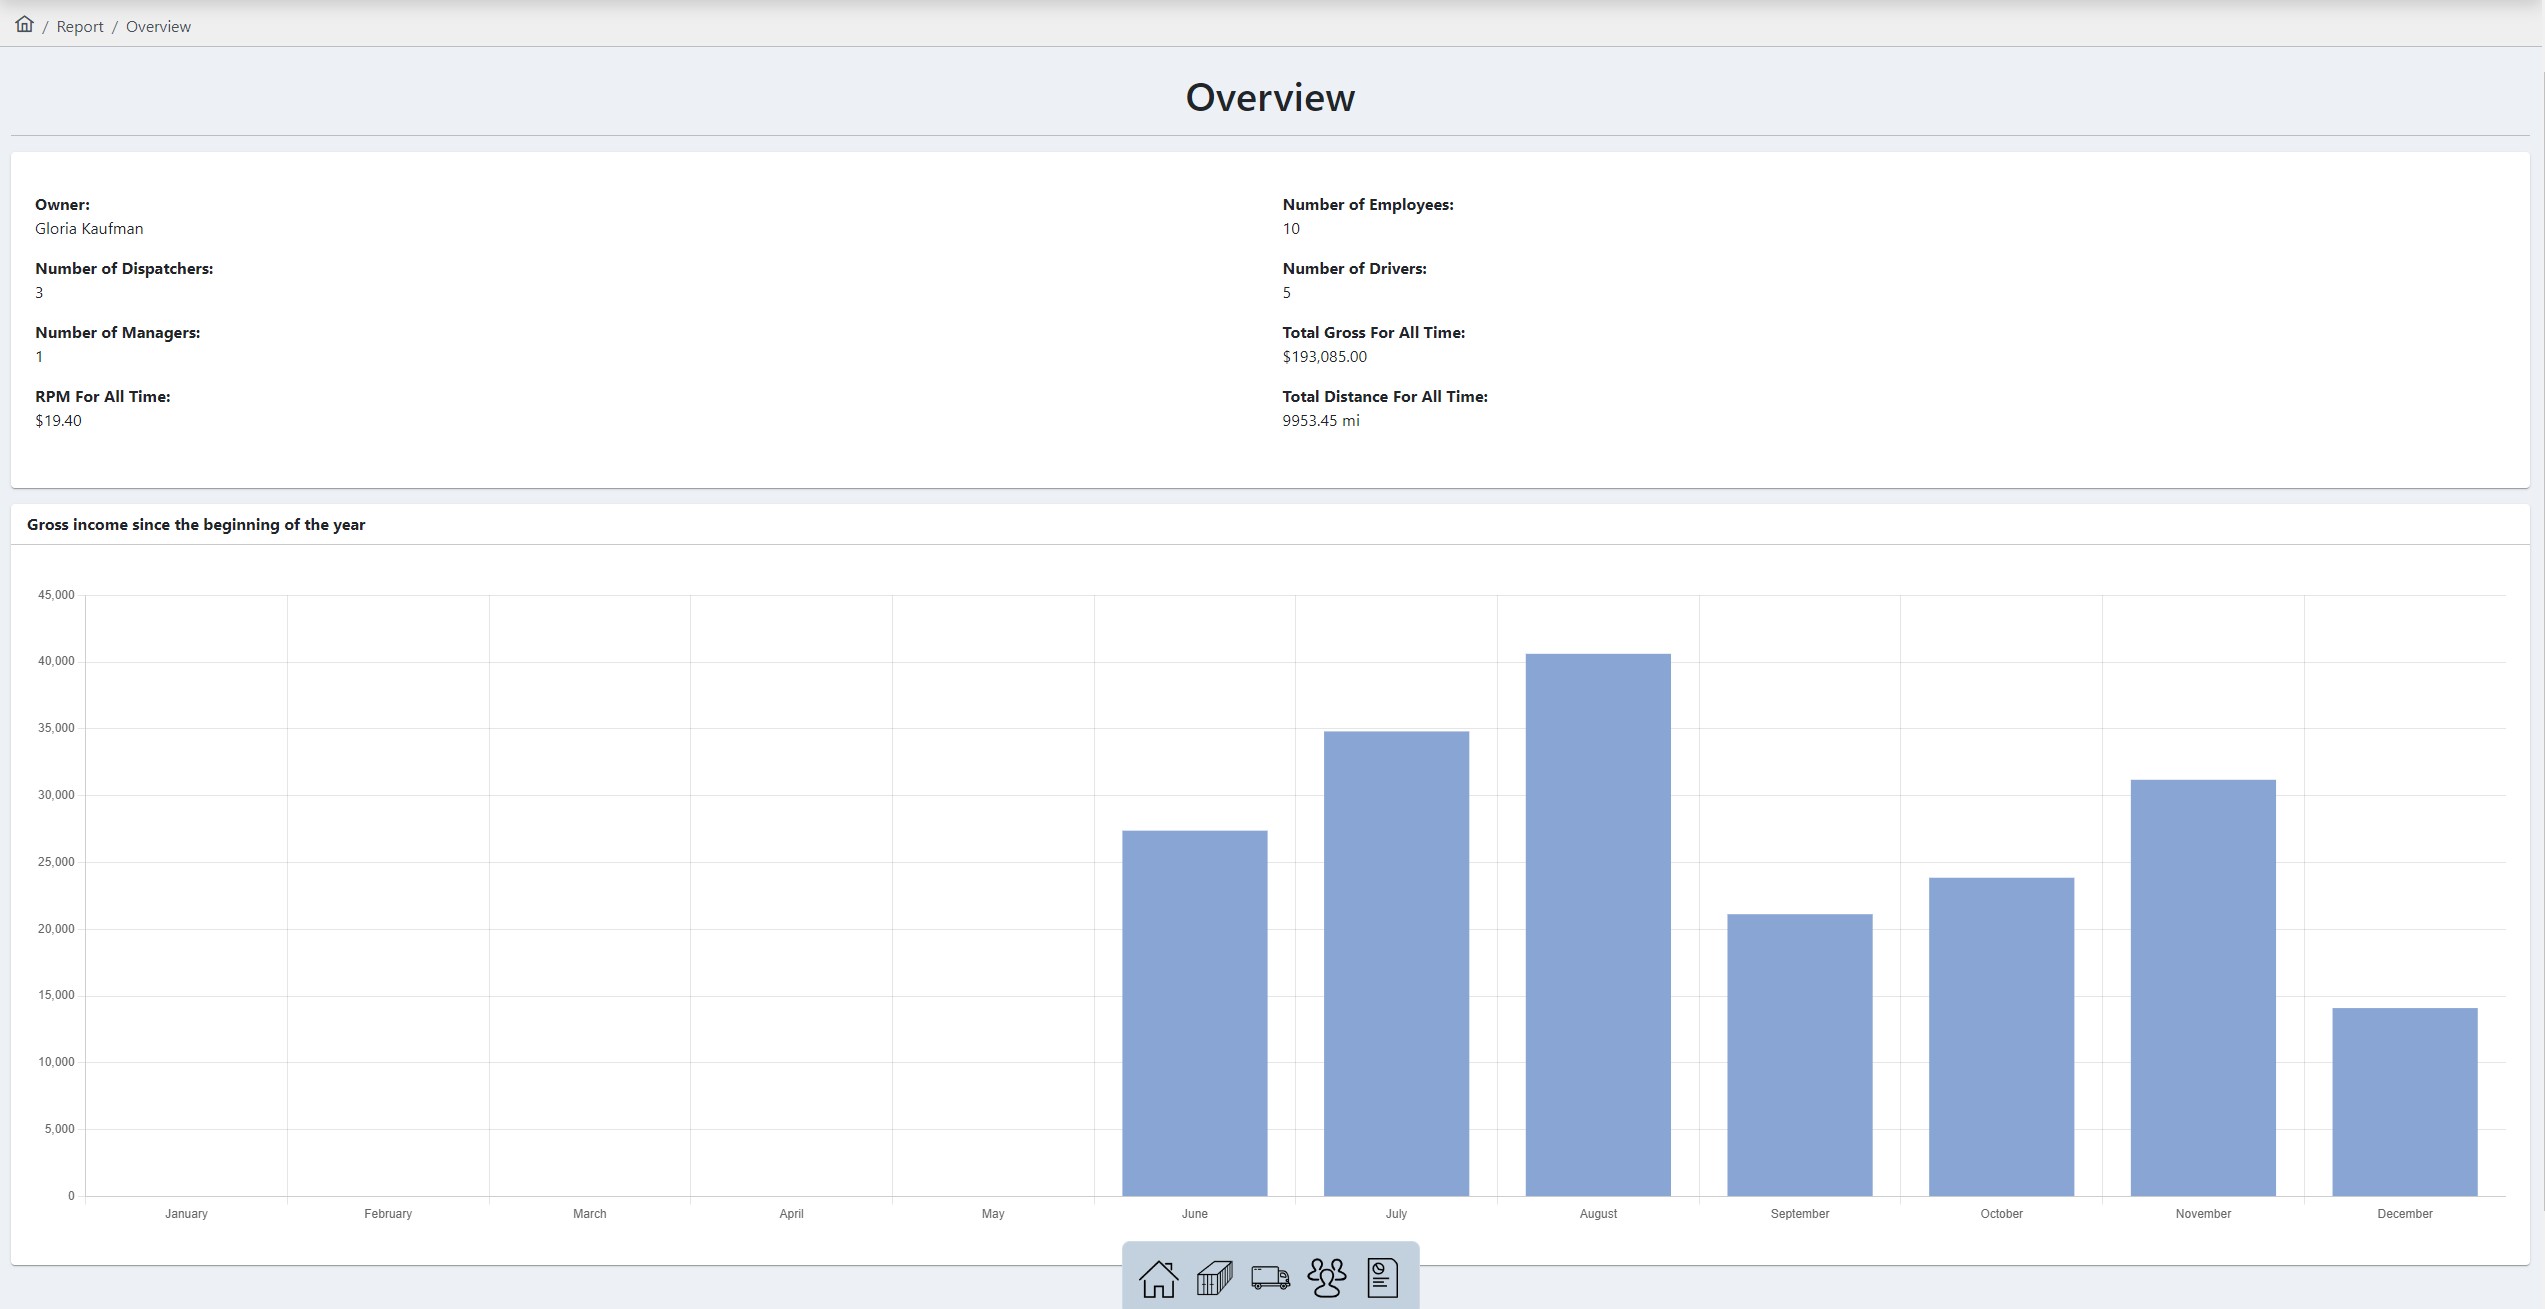 / Report / Overview
Overview
Owner:
Gloria Kaufman
Number of Employees:
10
Number of Dispatchers:
3
Number of Drivers:
5
Number of Managers:
1
Total Gross For All Time:
$193,085.00
RPM For All Time:
$19.40
Total Distance For All Time:
9953.45 mi
Gross income since the beginning of the year
45,000
40,000
35,000
30,000
25,000
20,000
15,000
10,000
5,000
0
January February March April May June July August September October November December